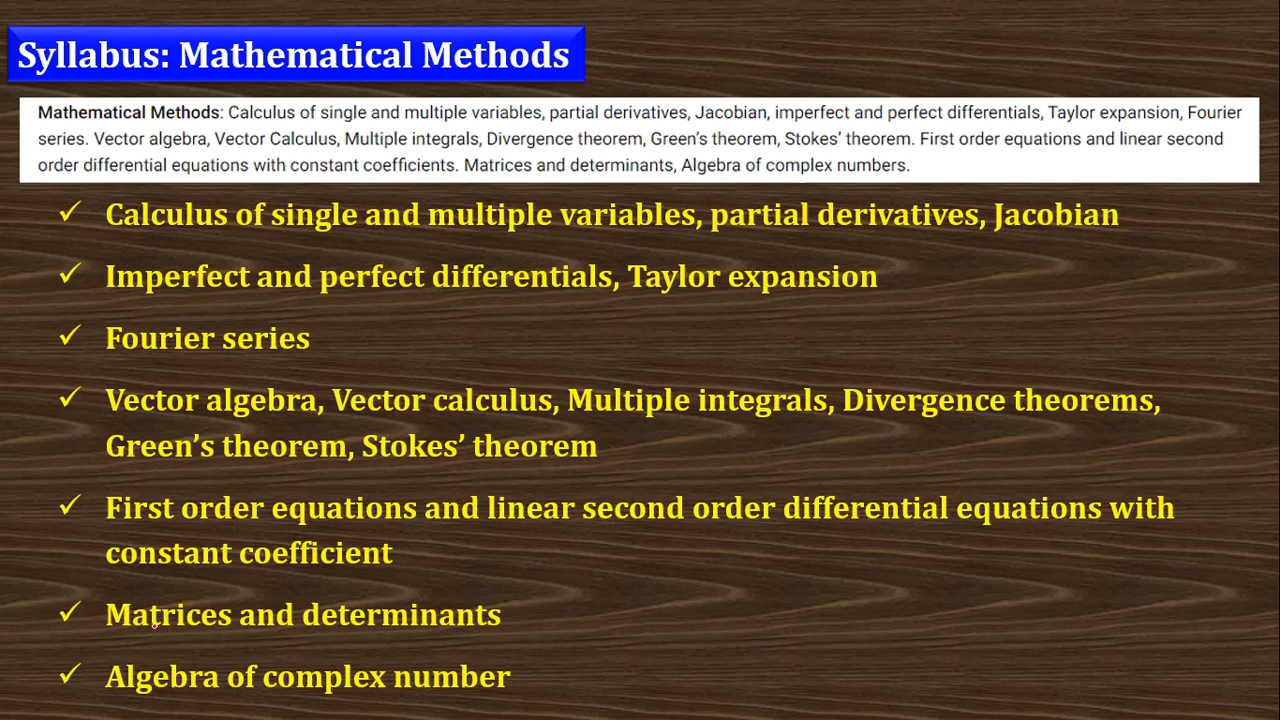 Syllabus: Mathematical Methods
Mathematical Methods: Calculus of single and multiple variables, partial derivatives, Jacobian, imperfect and perfect differentials, Taylor expansion, Fourier
series. Vector algebra, Vector Calculus, Multiple integrals, Divergence theorem, Green's theorem, Stokes' theorem. First order equations and linear second
order differential equations with constant coefficients. Matrices and determinants, Algebra of complex numbers.
✓ Calculus of single and multiple variables, partial derivatives, Jacobian
✓ Imperfect and perfect differentials, Taylor expansion
✓ Fourier series
✓ Vector algebra, Vector calculus, Multiple integrals, Divergence theorems,
Green's theorem, Stokes' theorem
✓ First order equations and linear second order differential equations with
constant coefficient
✓ Matrices and determinants
✓ Algebra of complex number